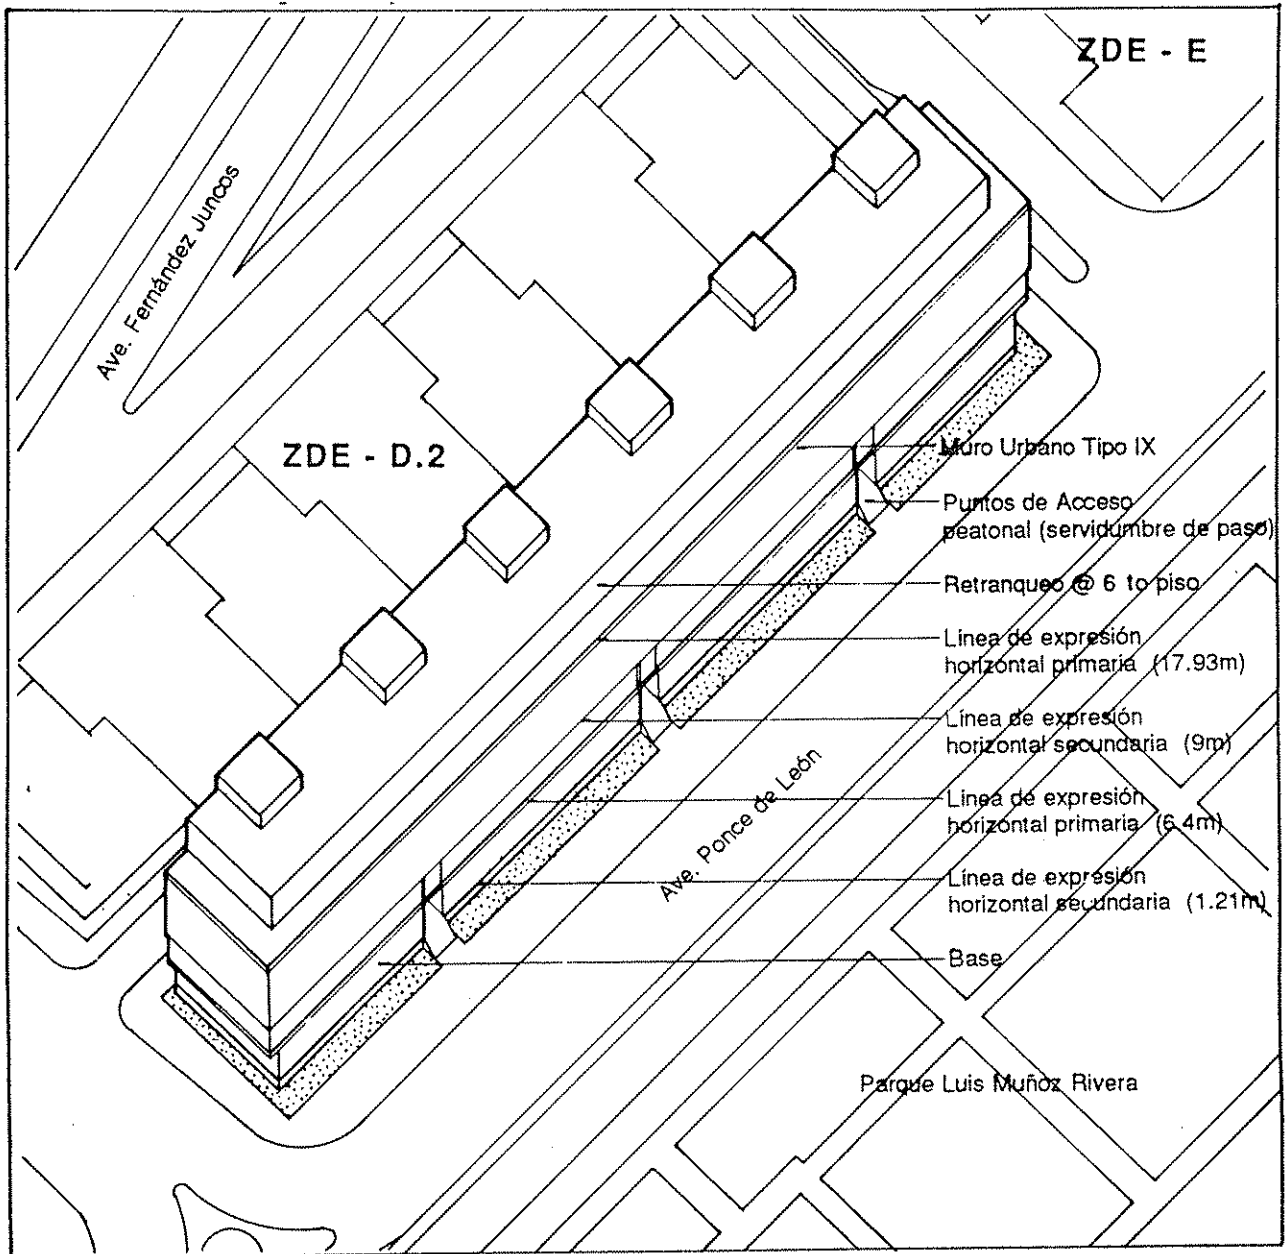 ZDE - E
Ave. Fernández Juncos
ZDE - D.2
Muro Urbano Tipo IX
Puntos de Acceso
peatonal (servidumbre de paso)
Retranqueo @ 6 to piso
Línea de expresión
horizontal primaria (17.93m)
Línea de expresión
horizontal secundaria (9m)
Línea de expresión
horizontal primaria (6.4m)
Línea de expresión
horizontal secundaria (1.21m)
Base
Ave. Ponce de León
Parque Luis Muñoz Rivera